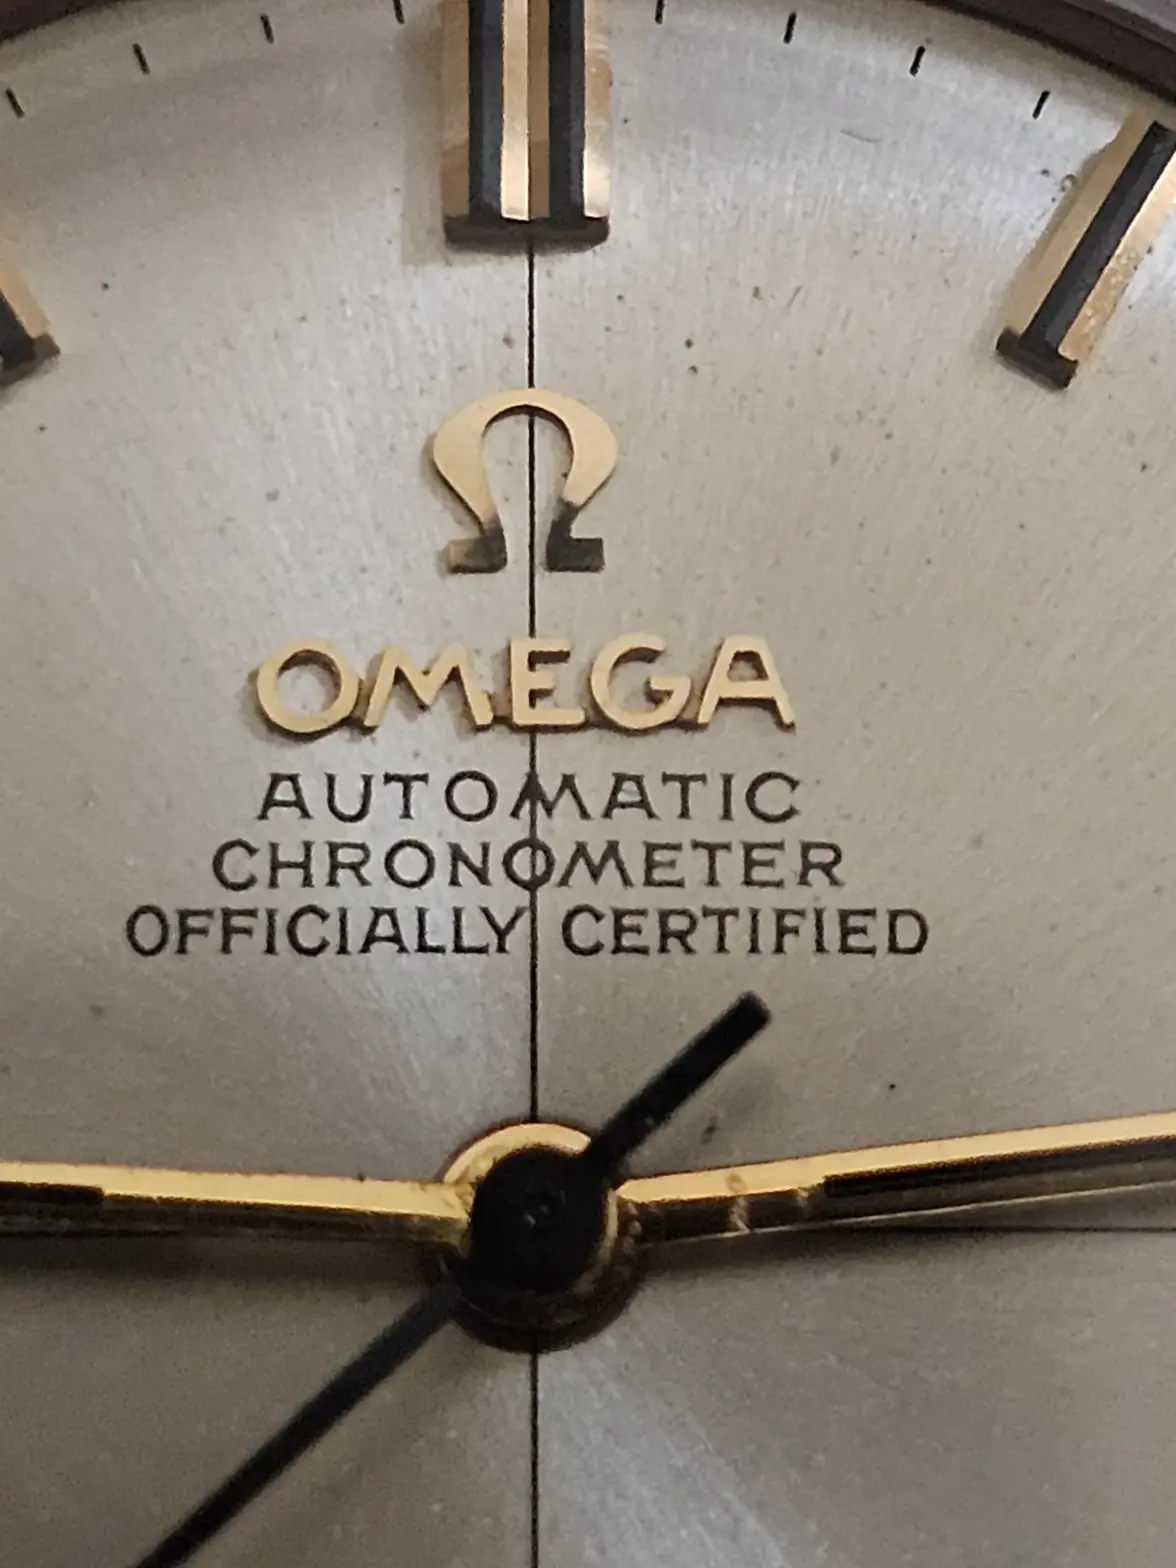 Ω
OMEGA
AUTOMATIC
CHRONOMETER
OFFICIALLY CERTIFIED